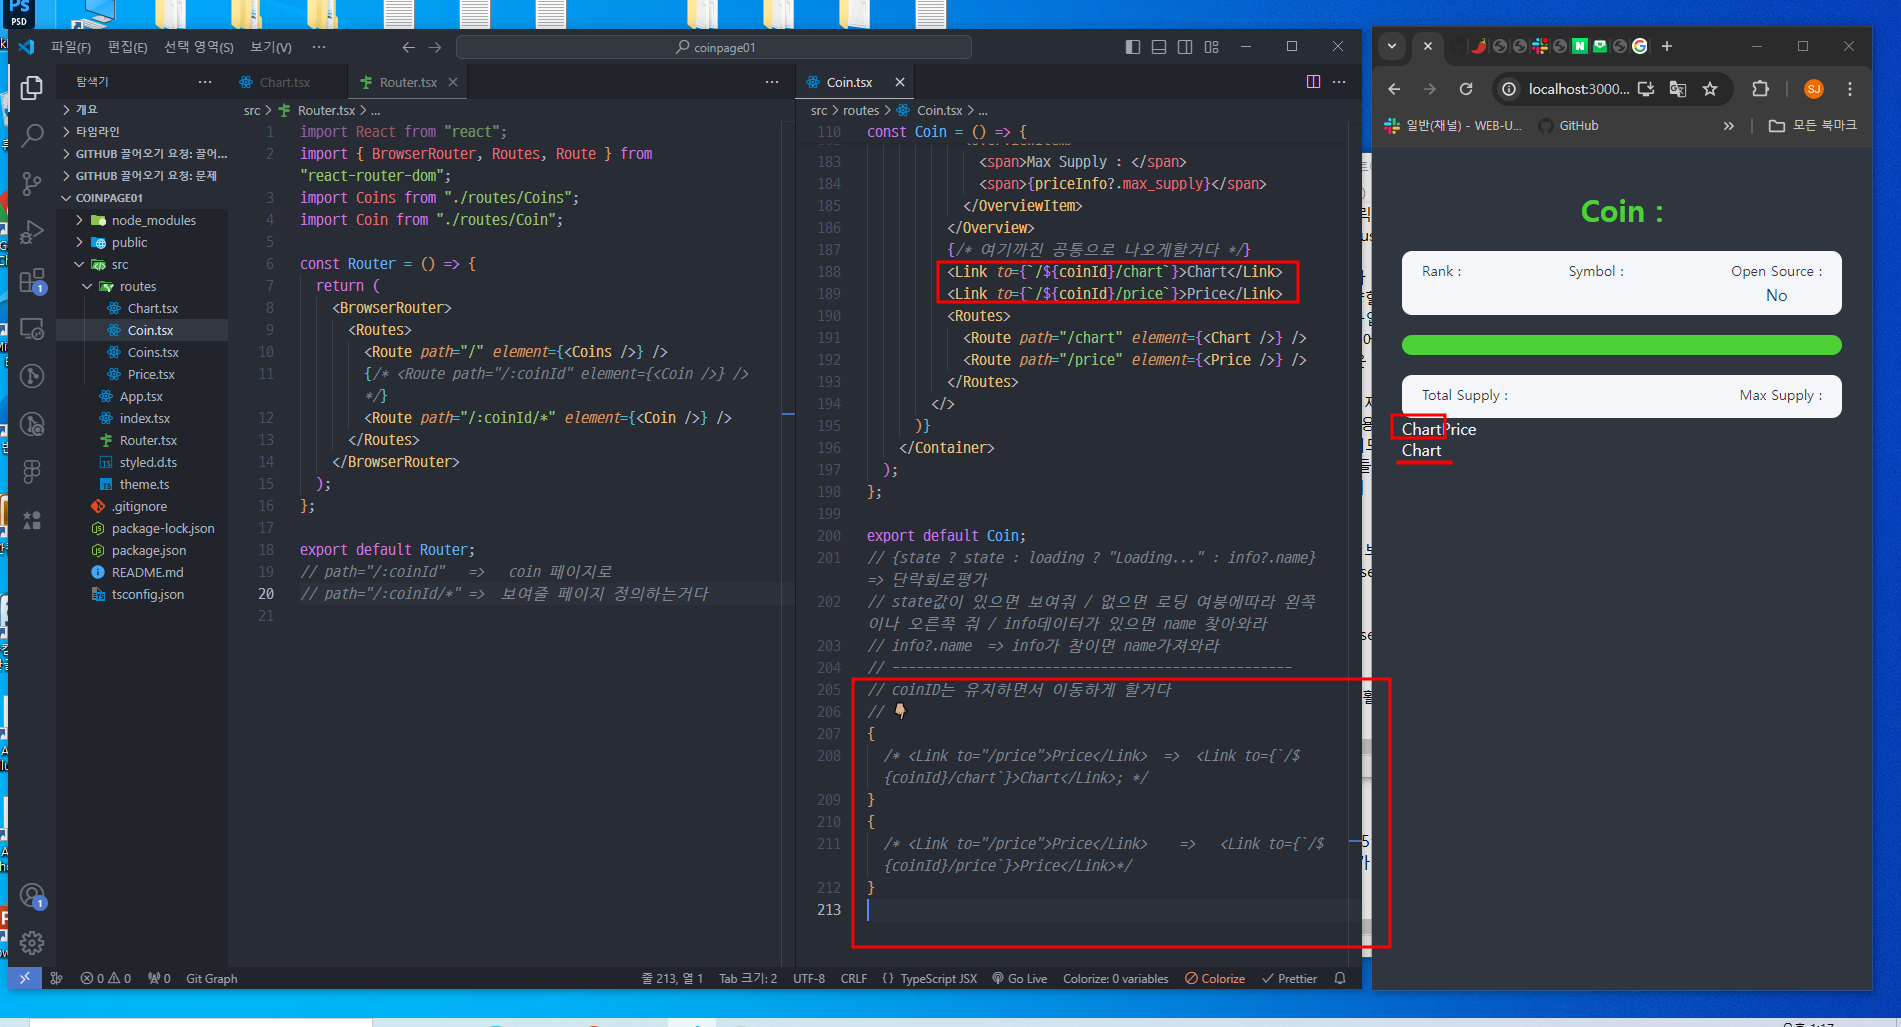 Ps
PSD
파일(F) 편집(E) 선택 영역(S) 보기(V) ···
coinpage01
탐색기 ···
개요
타임라인
GITHUB 끌어오기 요청: 끌어...
GITHUB 끌어오기 요청: 문제
COINPAGE01
node_modules
public
src
routes
Chart.tsx
Coin.tsx
Coins.tsx
Price.tsx
App.tsx
index.tsx
Router.tsx
styled.d.ts
theme.ts
.gitignore
package-lock.json
package.json
README.md
tsconfig.json
Chart.tsx Router.tsx
src > Router.tsx > ...
1 import React from "react";
2 import { BrowserRouter, Routes, Route } from
"react-router-dom";
3 import Coins from "./routes/Coins";
4 import Coin from "./routes/Coin";
5
6 const Router = () => {
7 return (
8 <BrowserRouter>
9 <Routes>
10 <Route path="/" element={<Coins />} />
11 {/* <Route path="/:coinId" element={<Coin />} />
*/}
12 <Route path="/:coinId/*" element={<Coin />} />
13 </Routes>
14 </BrowserRouter>
15 );
16 };
17
18 export default Router;
19 // path="/:coinId" => coin 페이지로
20 // path="/:coinId/*" => 보여줄 페이지 정의하는거다
21
Coin.tsx
src > routes > Coin.tsx > ...
110 const Coin = () => {
183 <span>Max Supply : </span>
184 <span>{priceInfo?.max_supply}</span>
185 </OverviewItem>
186 </Overview>
187 {/* 여기까진 공통으로 나오게할거다 */}
188 <Link to={`/${coinId}/chart`}>Chart</Link>
189 <Link to={`/${coinId}/price`}>Price</Link>
190 <Routes>
191 <Route path="/chart" element={<Chart />} />
192 <Route path="/price" element={<Price />} />
193 </Routes>
194 </>
195 )}
196 </Container>
197 );
198 };
199
200 export default Coin;
201 // {state ? state : loading ? "Loading..." : info?.name}
=> 단락회로평가
202 // state값이 있으면 보여줘 / 없으면 로딩 여붕에따라 왼쪽
이나 오른쪽 줘 / info데이터가 있으면 name 찾아와라
203 // info?.name => info가 참이면 name가져와라
204 // --------------------------------------------------
205 // coinID는 유지하면서 이동하게 할거다
206 // 👇🏽
207 {
208 /* <Link to="/price">Price</Link> => <Link to={`/$
{coinId}/chart`}>Chart</Link>; */
209 }
210 {
211 /* <Link to="/price">Price</Link> => <Link to={`/$
{coinId}/price`}>Price</Link>*/
212 }
213
0 0 0 Git Graph
줄 213, 열 1 Tab 크기: 2 UTF-8 CRLF {} TypeScript JSX Go Live Colorize: 0 variables Colorize Prettier
localhost:3000...
SJ
일반(채널) - WEB-U... GitHub » 모든 북마크
Coin :
Rank : Symbol : Open Source :
No
Total Supply : Max Supply :
ChartPrice
Chart